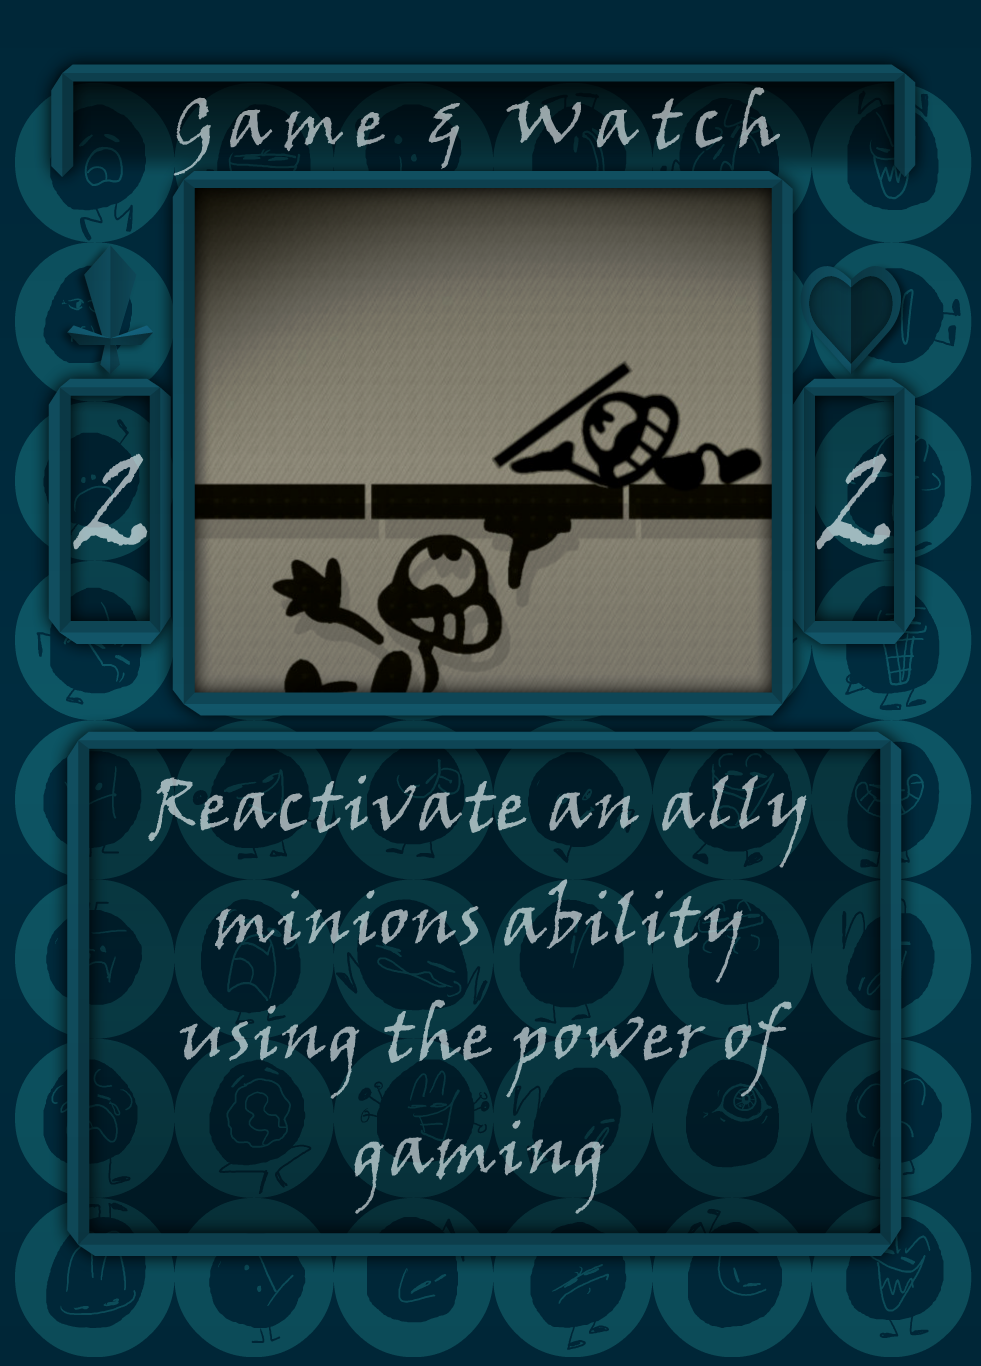 Game & Watch
2 2
Reactivate an ally
minions ability
using the power of
gaming